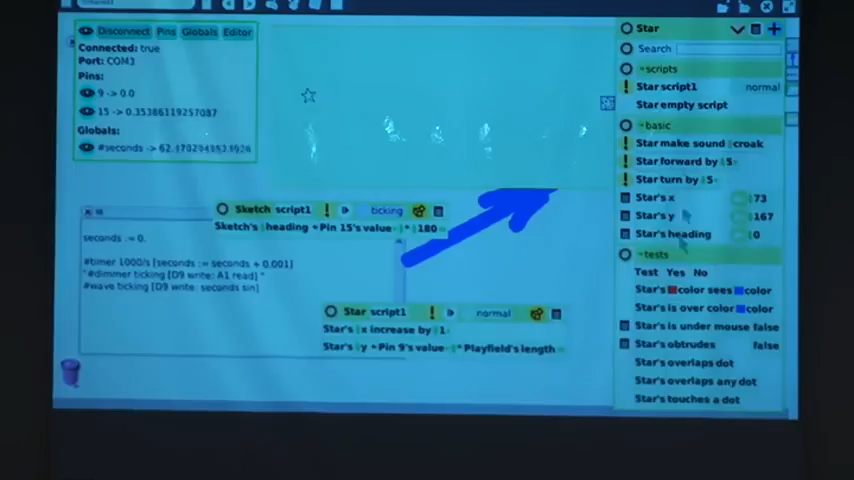 Disconnect Pins Globals Editor
Connected: true
Port: COM3
Pins:
9 -> 0.0
15 -> 0.35386119257087
Globals:
Sketch script1 ! ticking
Sketch's heading Pin 15's value * 180
seconds := 0.
#timer 1000/s [seconds := seconds + 0.001]
"#dimmer ticking [D9 write: A1 read] "
#wave ticking [D9 write: seconds sin]
Star script1 ! normal
Star's x increase by 1
Star's y Pin 9's value * Playfield's length
Star
Search
scripts
! Star script1 normal
Star empty script
basic
! Star make sound croak
! Star forward by 5
! Star turn by 5
Star's x 73
Star's y 167
Star's heading 0
tests
Test Yes No
Star's color sees color
Star's is over color color
Star's is under mouse false
Star's obtrudes false
Star's overlaps dot
Star's overlaps any dot
Star's touches a dot